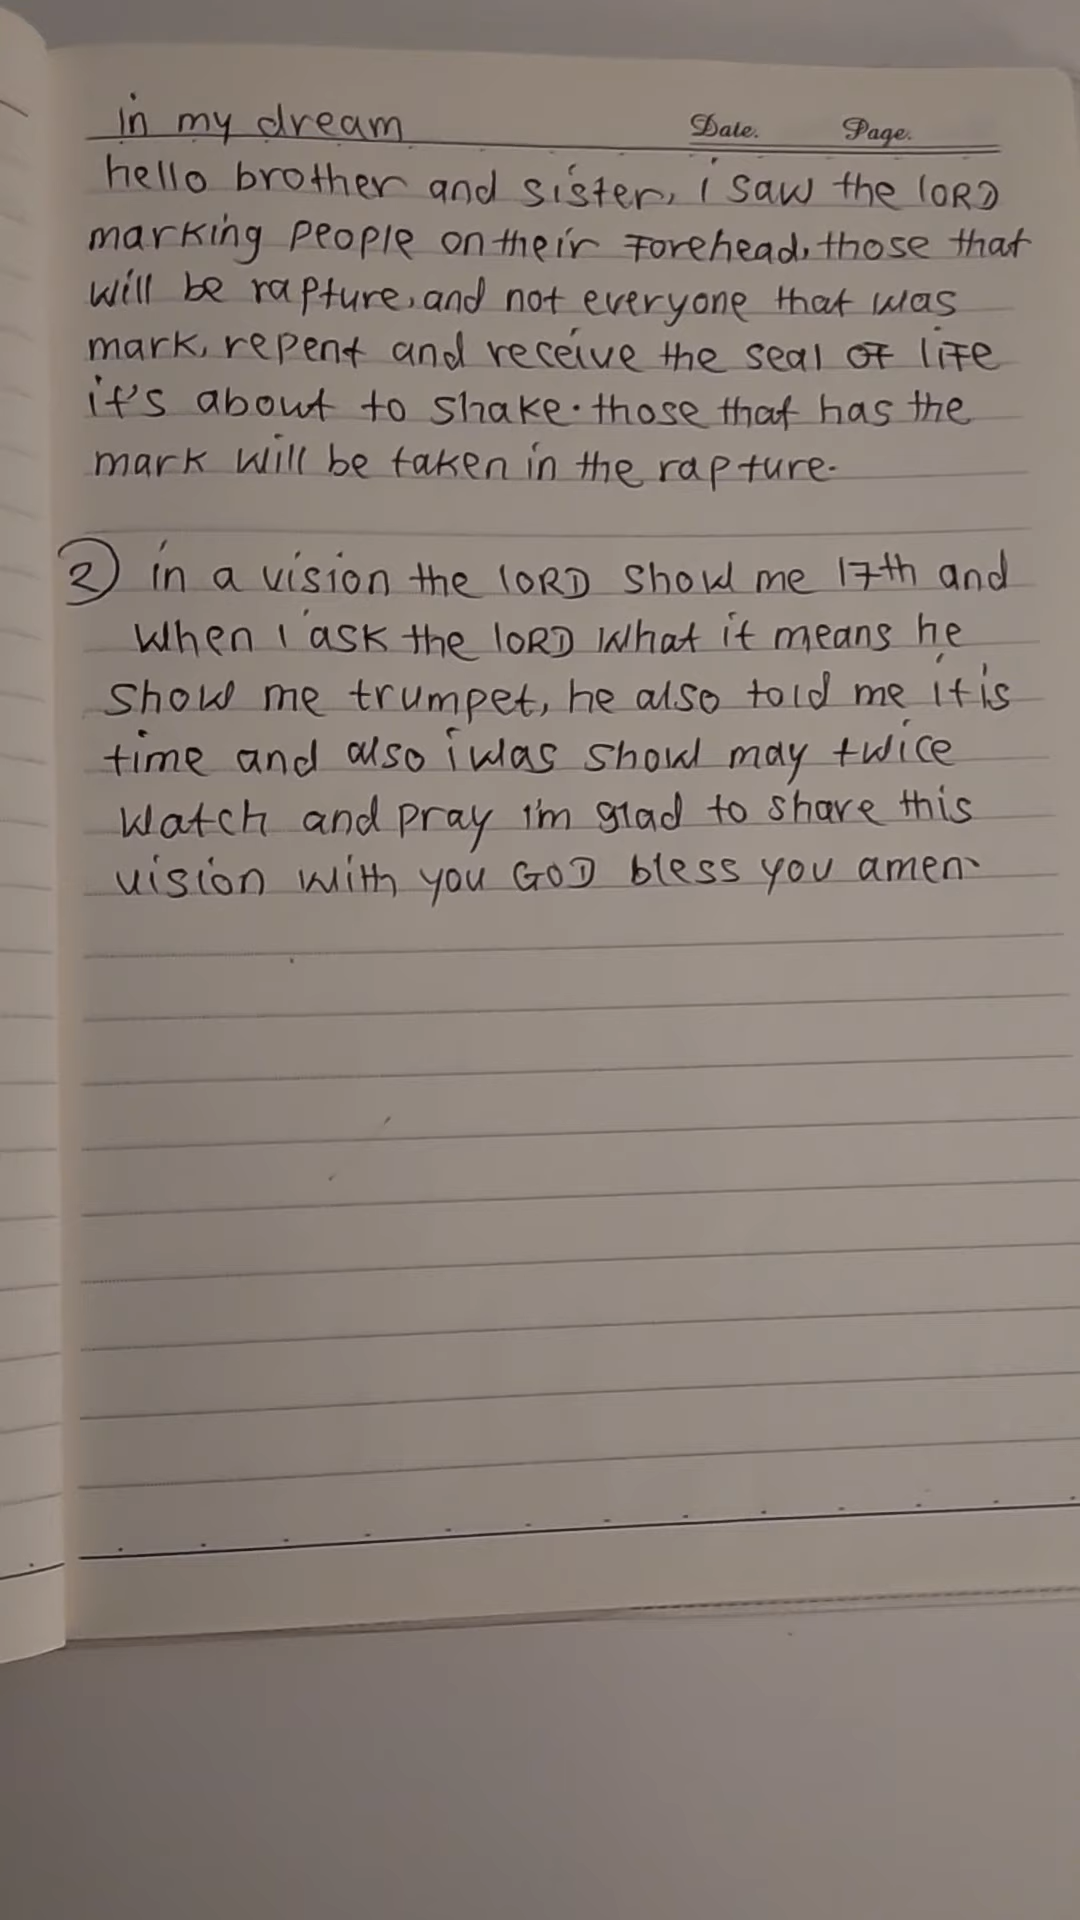 in my dream
Date. Page.
hello brother and sister, i saw the lORD
marking people on their Forehead, those that
will be rapture, and not everyone that was
mark, repent and receive the seal of life
it's about to shake. those that has the
mark will be taken in the rapture.
2 in a vision the lORD show me 17th and
when i ask the lORD what it means he
show me trumpet, he also told me it is
time and also i was show may twice
watch and pray i'm glad to share this
vision with you GOD bless you amen.